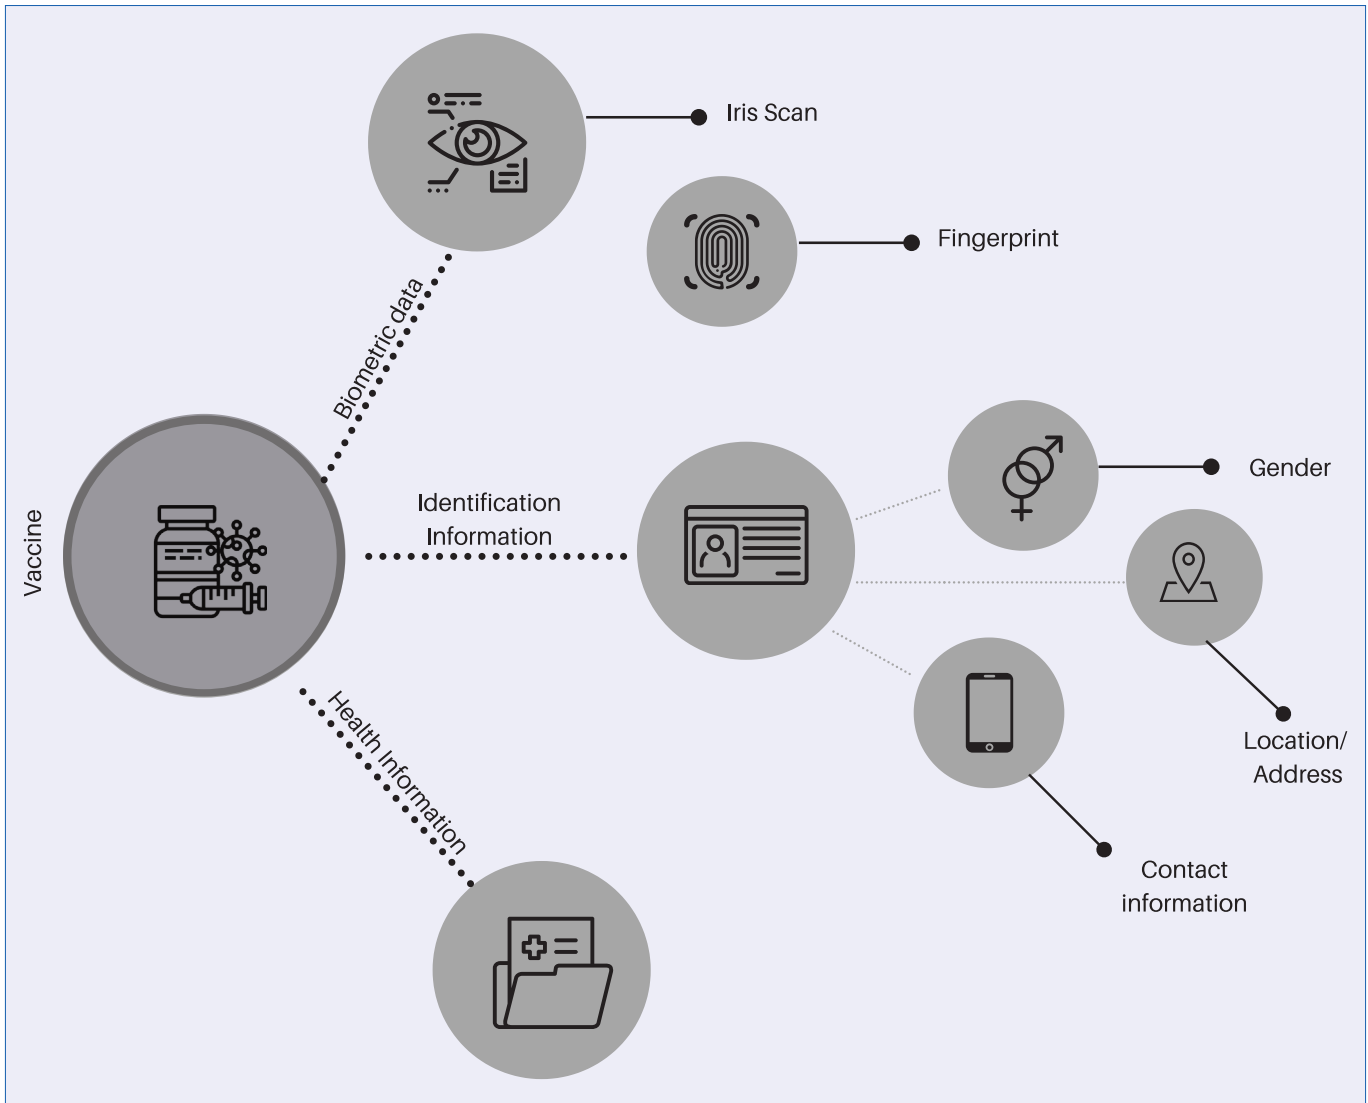 Iris Scan
Fingerprint
Biometric data
Vaccine
Identification
Information
Gender
Location/
Address
Health Information
Contact
information